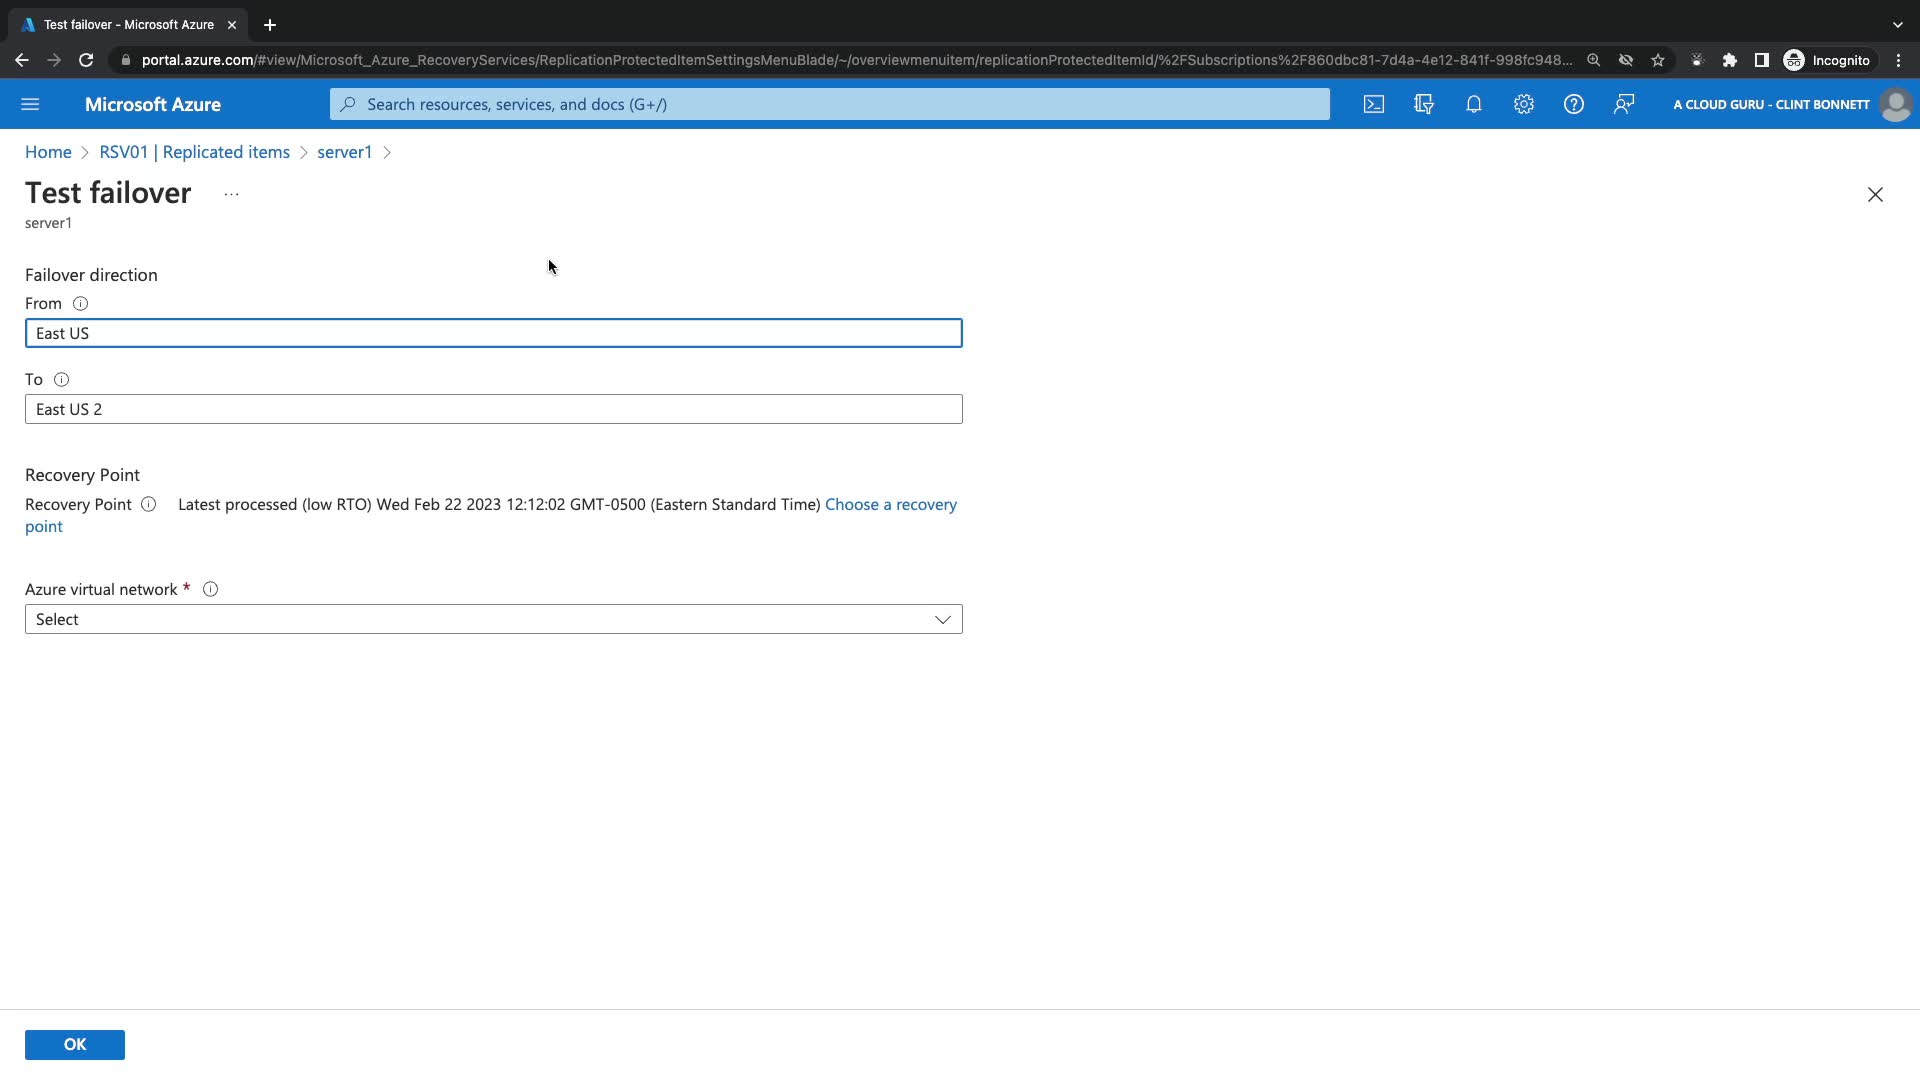 Test failover - Microsoft Azure
portal.azure.com/#view/Microsoft_Azure_RecoveryServices/ReplicationProtectedItemSettingsMenuBlade/~/overviewmenuitem/replicationProtectedItemId/%2FSubscriptions%2F860dbc81-7d4a-4e12-841f-998fc948...
Incognito
Microsoft Azure
Search resources, services, and docs (G+/)
A CLOUD GURU - CLINT BONNETT
Home > RSV01 | Replicated items > server1 >
Test failover ...
server1
Failover direction
From
East US
To
East US 2
Recovery Point
Recovery Point Latest processed (low RTO) Wed Feb 22 2023 12:12:02 GMT-0500 (Eastern Standard Time) Choose a recovery
point
Azure virtual network *
Select
OK